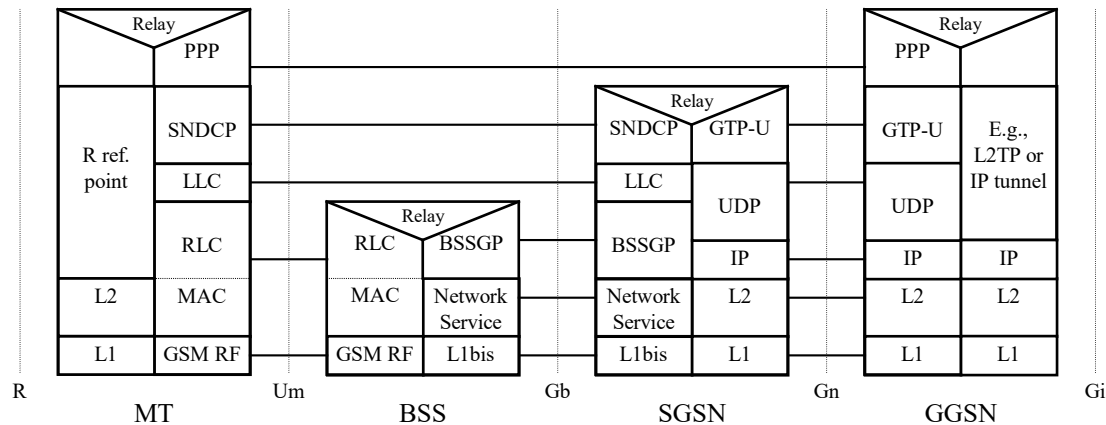 Relay
PPP
R ref.
point
SNDCP
LLC
RLC
L2
MAC
L1
GSM RF
Relay
RLC
BSSGP
MAC
Network
Service
GSM RF
L1bis
Relay
SNDCP
GTP-U
LLC
UDP
BSSGP
IP
Network
Service
L2
L1bis
L1
Relay
PPP
GTP-U
E.g.,
L2TP or
IP tunnel
UDP
IP
IP
L2
L2
L1
L1
R
Um
Gb
Gn
Gi
MT
BSS
SGSN
GGSN